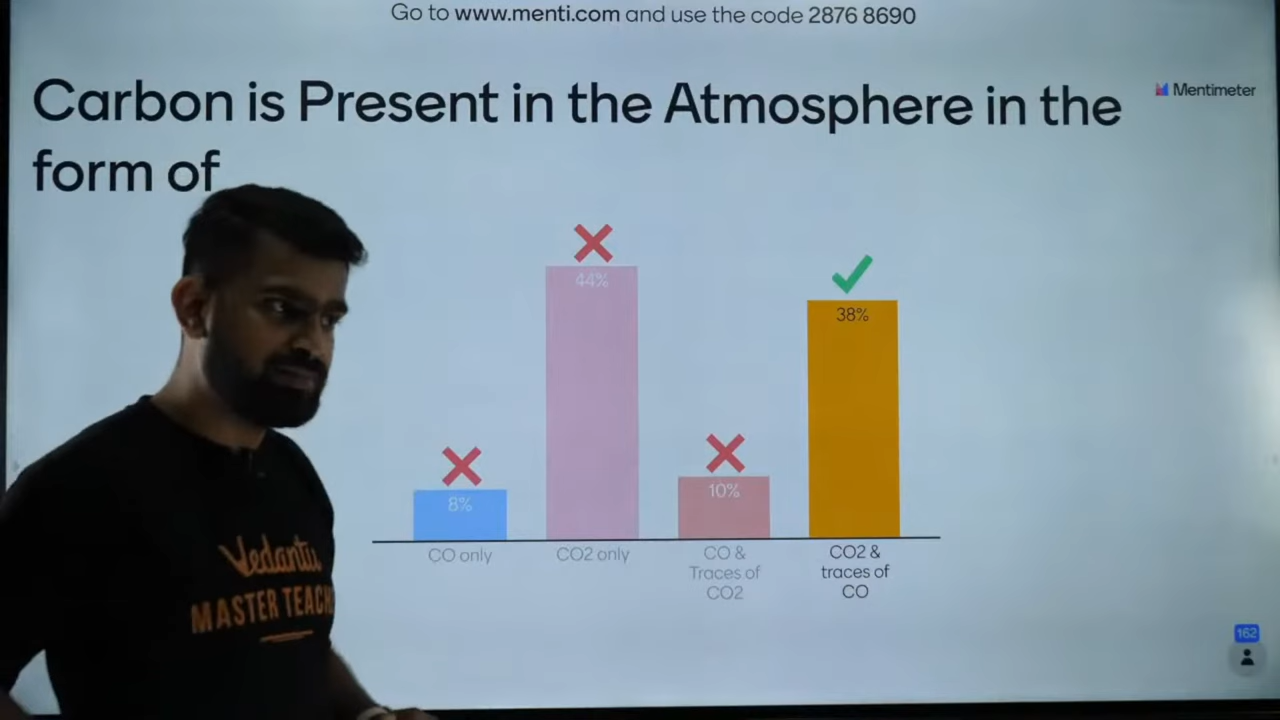 Go to www.menti.com and use the code 2876 8690
Carbon is Present in the Atmosphere in the
form of
Mentimeter
44%
38%
8%
10%
CO only
CO2 only
CO &
Traces of
CO2
CO2 &
traces of
CO
162
Vedantu
MASTER TEACH